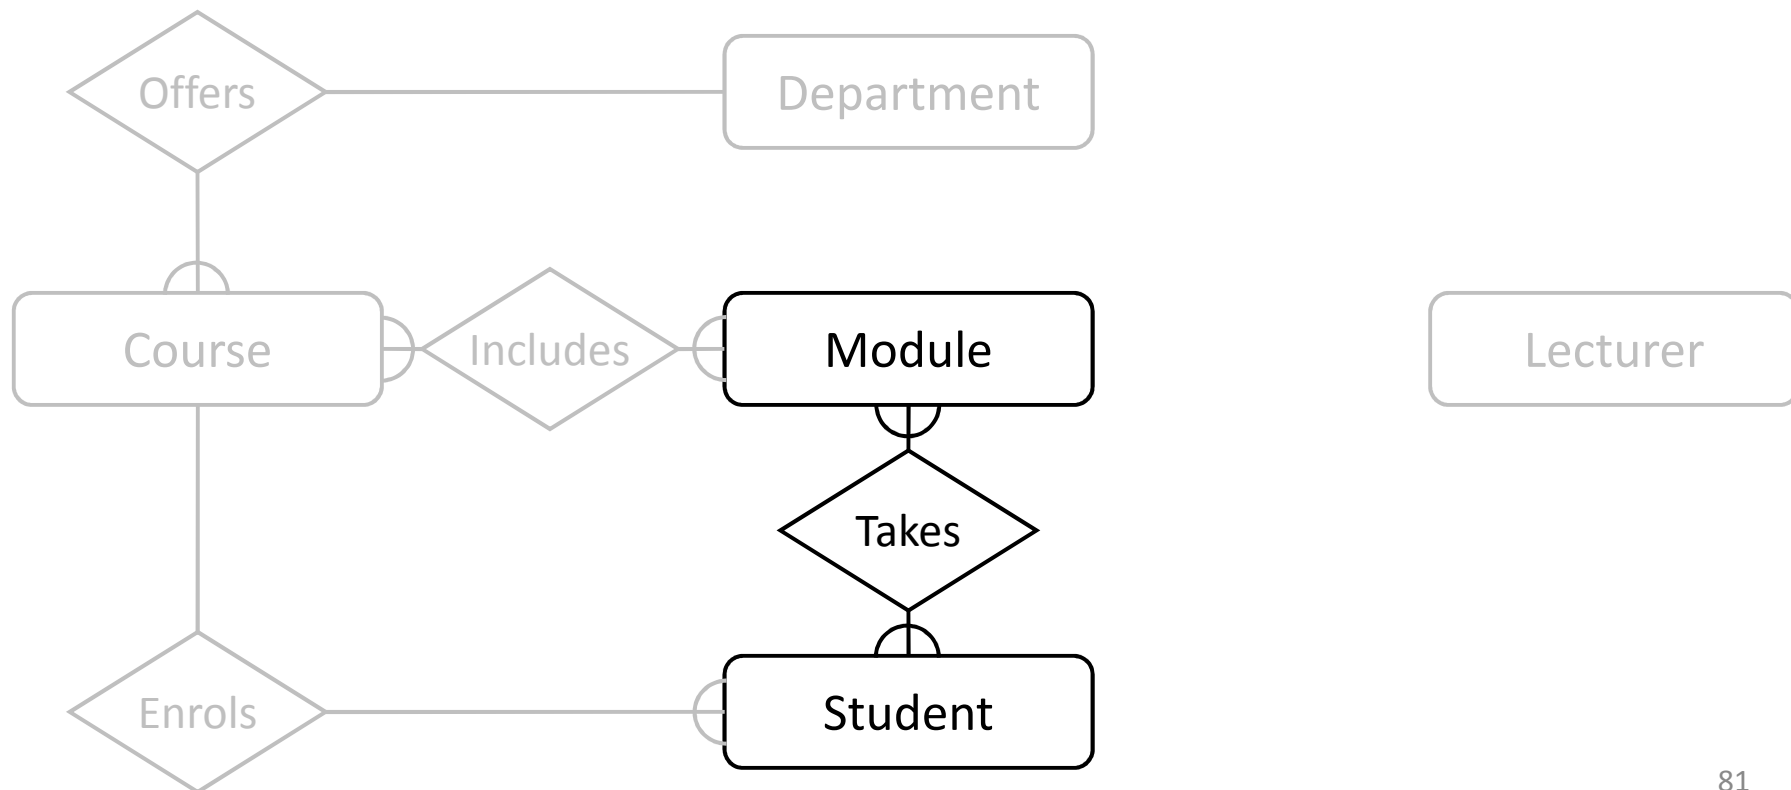 Offers
Department
Course
Includes
Module
Lecturer
Takes
Enrols
Student
81